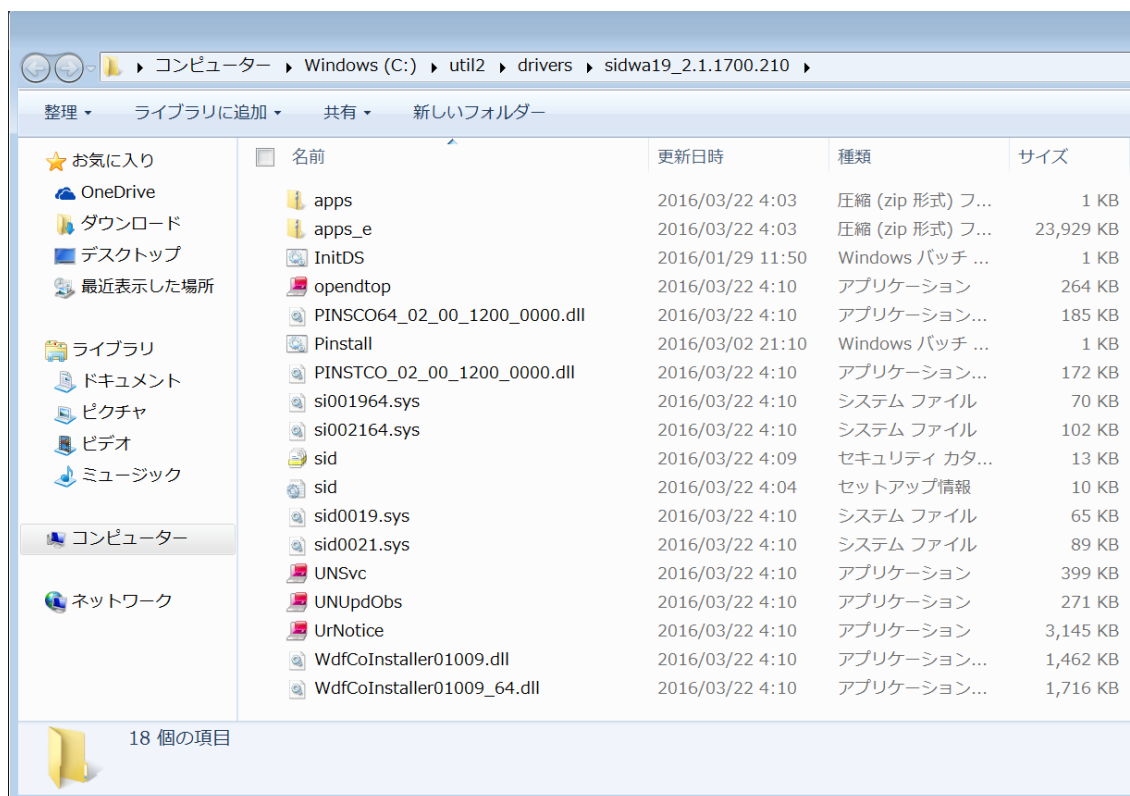 コンピューター Windows (C:) util2 drivers sidwa19_2.1.1700.210
整理 ライブラリに追加 共有 新しいフォルダー
お気に入り
OneDrive
ダウンロード
デスクトップ
最近表示した場所
ライブラリ
ドキュメント
ピクチャ
ビデオ
ミュージック
コンピューター
ネットワーク
名前 更新日時 種類 サイズ
apps 2016/03/22 4:03 圧縮 (zip 形式) フ... 1 KB
apps_e 2016/03/22 4:03 圧縮 (zip 形式) フ... 23,929 KB
InitDS 2016/01/29 11:50 Windows バッチ ... 1 KB
opendtop 2016/03/22 4:10 アプリケーション 264 KB
PINSCO64_02_00_1200_0000.dll 2016/03/22 4:10 アプリケーション... 185 KB
Pinstall 2016/03/02 21:10 Windows バッチ ... 1 KB
PINSTCO_02_00_1200_0000.dll 2016/03/22 4:10 アプリケーション... 172 KB
si001964.sys 2016/03/22 4:10 システム ファイル 70 KB
si002164.sys 2016/03/22 4:10 システム ファイル 102 KB
sid 2016/03/22 4:09 セキュリティ カタ... 13 KB
sid 2016/03/22 4:04 セットアップ情報 10 KB
sid0019.sys 2016/03/22 4:10 システム ファイル 65 KB
sid0021.sys 2016/03/22 4:10 システム ファイル 89 KB
UNSvc 2016/03/22 4:10 アプリケーション 399 KB
UNUpdObs 2016/03/22 4:10 アプリケーション 271 KB
UrNotice 2016/03/22 4:10 アプリケーション 3,145 KB
WdfCoInstaller01009.dll 2016/03/22 4:10 アプリケーション... 1,462 KB
WdfCoInstaller01009_64.dll 2016/03/22 4:10 アプリケーション... 1,716 KB
18 個の項目